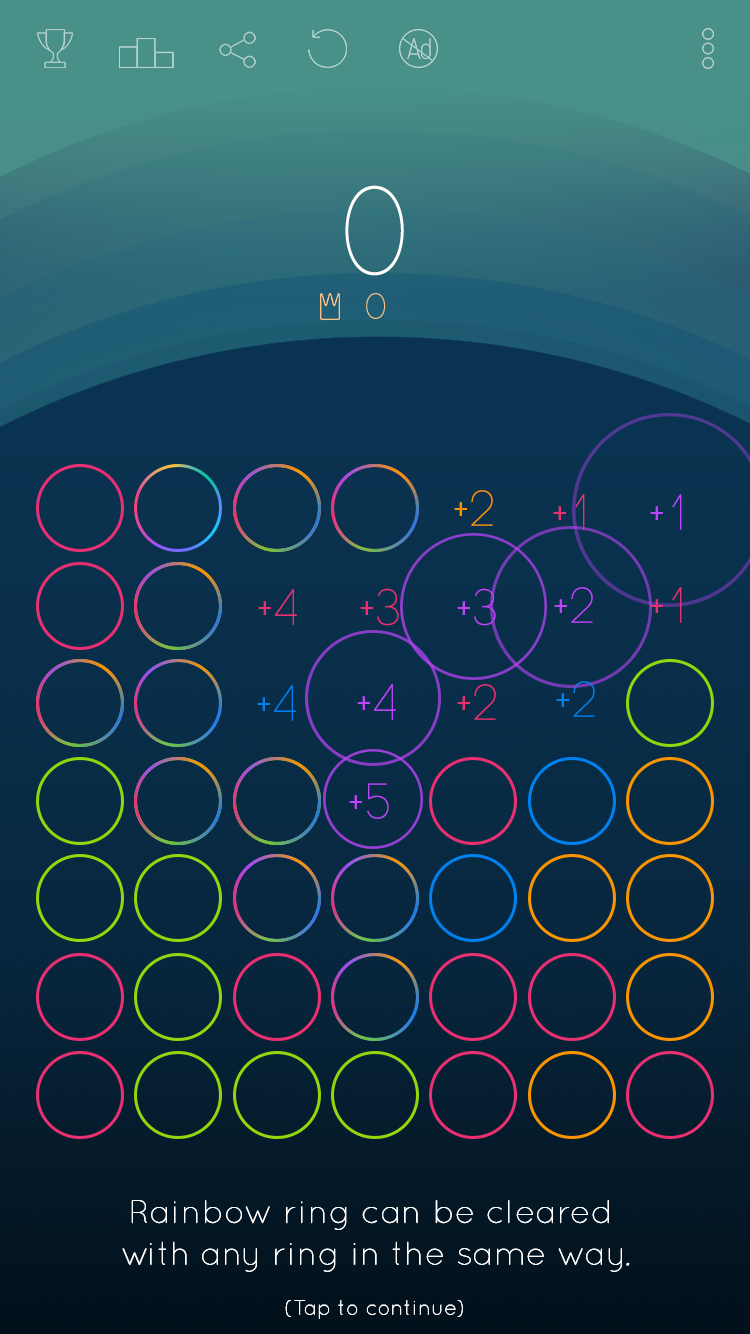 Ad
0
0
+2 +1 +1
+4 +3 +3 +2 +1
+4 +4 +2 +2
+5
Rainbow ring can be cleared
with any ring in the same way.
(Tap to continue)